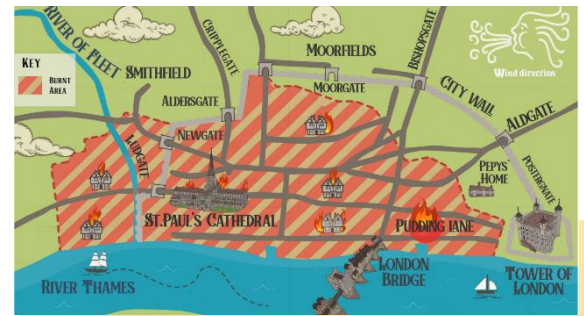 RIVER OF FLEET
CRIPPLEGATE
MOORFIELDS
BISHOPSGATE
Wind direction
KEY
BURNT
AREA
SMITHFIELD
ALDERSGATE
MOORGATE
CITY WALL
ALDGATE
NEWGATE
LUDGATE
PEPYS
HOME
POSTERGNATE
ST. PAUL'S CATHEDRAL
PUDDING LANE
RIVER THAMES
LONDON
BRIDGE
TOWER OF
LONDON